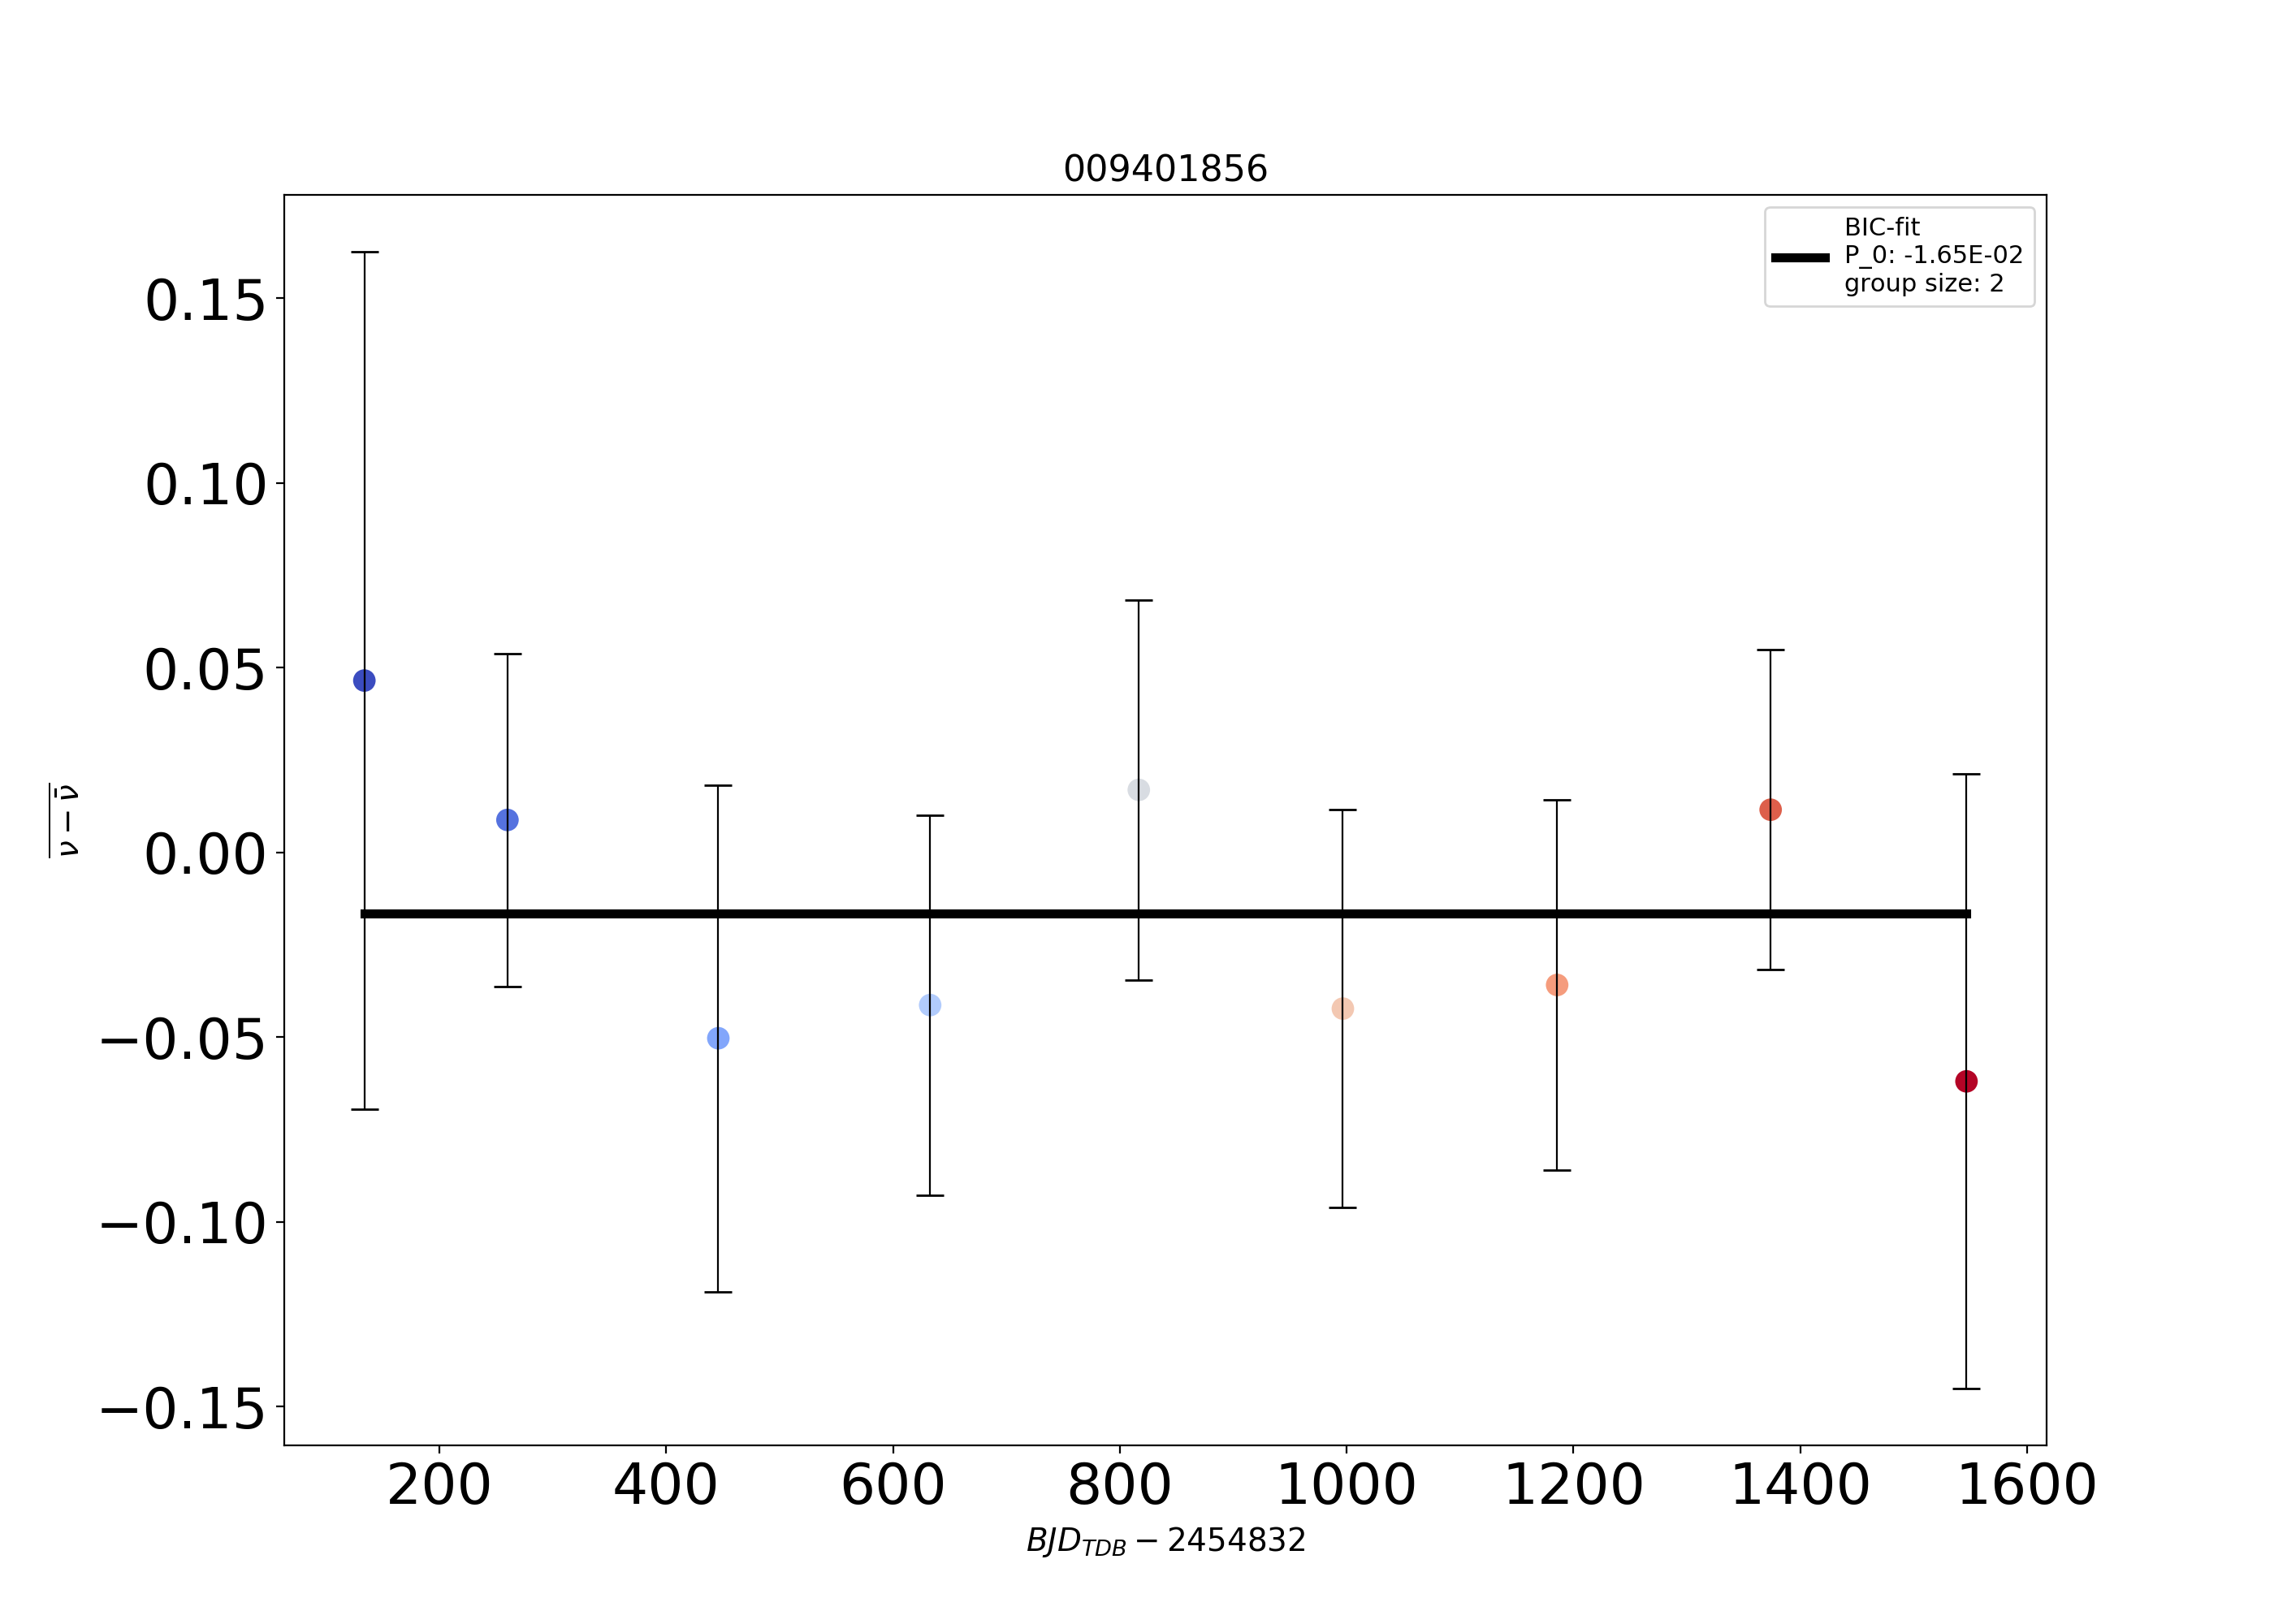 009401856
BIC-fit
P_0: -1.65E-02
group size: 2
0.15
0.10
0.05
0.00
−0.05
−0.10
−0.15
ν − ν̄
200 400 600 800 1000 1200 1400 1600
BJD_TDB − 2454832